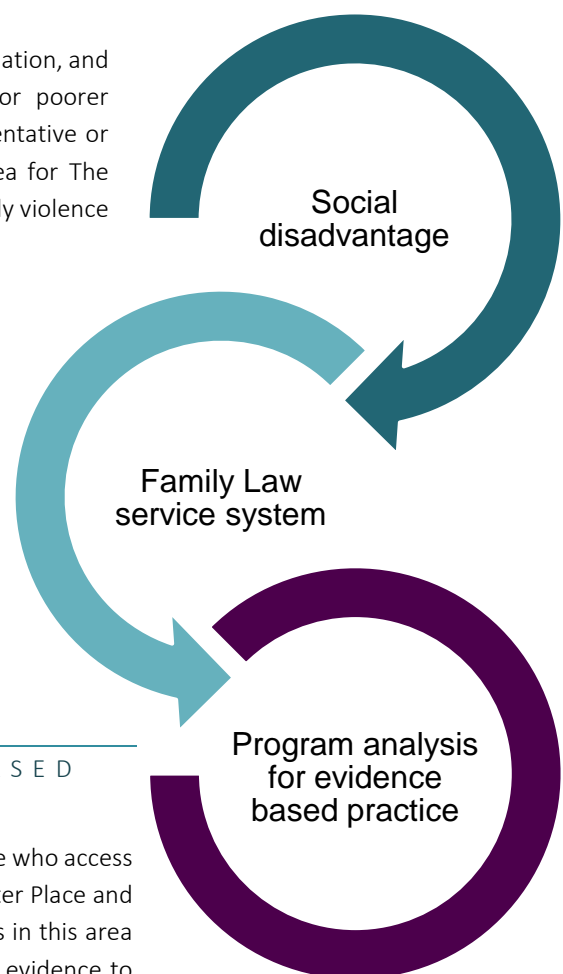 ation, and
or poorer
entative or
ea for The
ly violence
Social
disadvantage
Family Law
service system
Program analysis
for evidence
based practice
SED
e who access
ter Place and
s in this area
evidence to